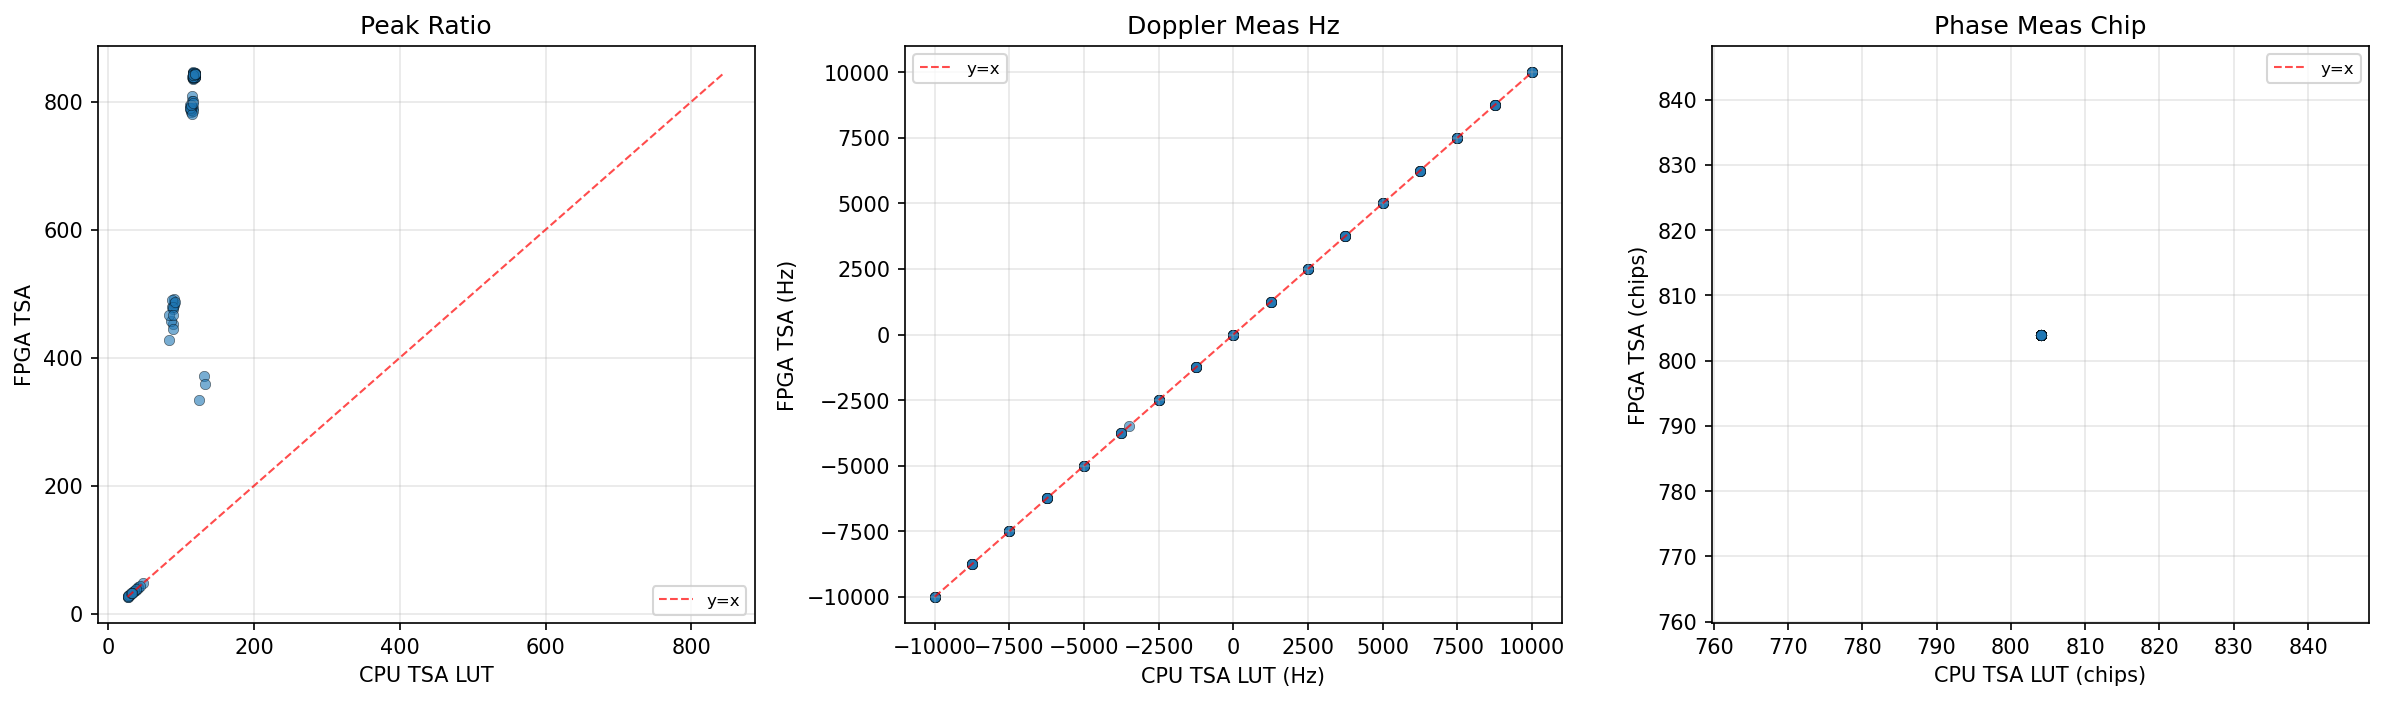 Peak Ratio
FPGA TSA
800
600
400
200
0
0 200 400 600 800
CPU TSA LUT
y=x
Doppler Meas Hz
FPGA TSA (Hz)
y=x
10000
7500
5000
2500
0
−2500
−5000
−7500
−10000
−10000 −7500 −5000 −2500 0 2500 5000 7500 10000
CPU TSA LUT (Hz)
Phase Meas Chip
FPGA TSA (chips)
y=x
840
830
820
810
800
790
780
770
760
760 770 780 790 800 810 820 830 840
CPU TSA LUT (chips)